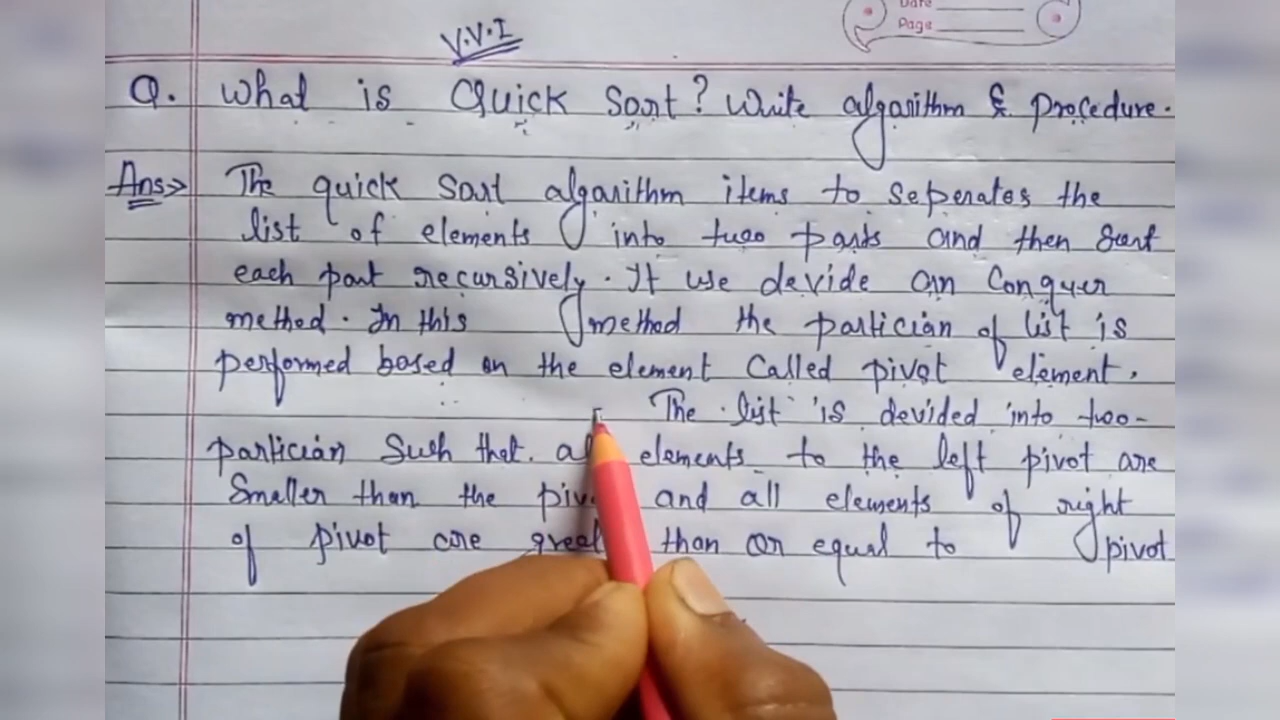 Date
Page
V.V.I
Q. What is Quick Sort? Write algorithm & procedure.
Ans> The quick Sort algorithm items to seperates the
list of elements into two parts and then Sort
each part recursively. It use devide an Conquer
method. In this method the partician of list is
performed based on the element Called pivot element.
The list is devided into two-
partician Such that. elements to the left pivot are
Smaller than the and all elements of right
of pivot are than or equal to pivot